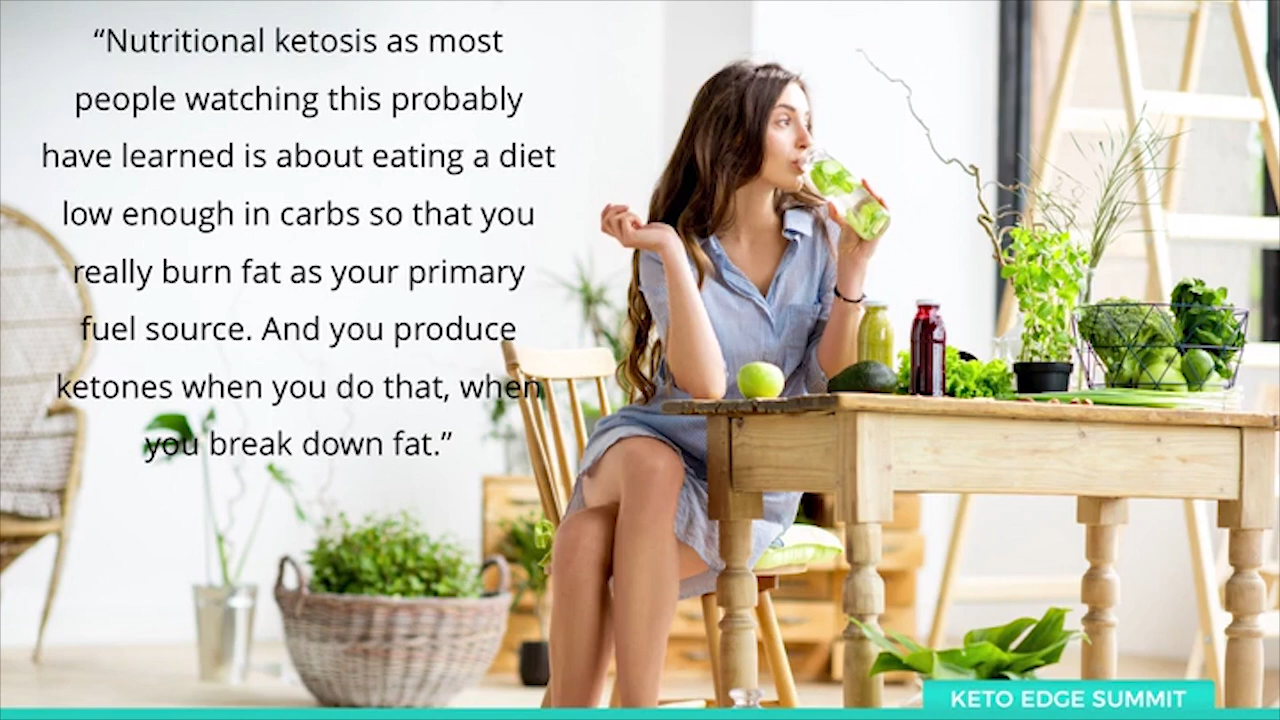 “Nutritional ketosis as most
people watching this probably
have learned is about eating a diet
low enough in carbs so that you
really burn fat as your primary
fuel source. And you produce
ketones when you do that, when
you break down fat.”
KETO EDGE SUMMIT